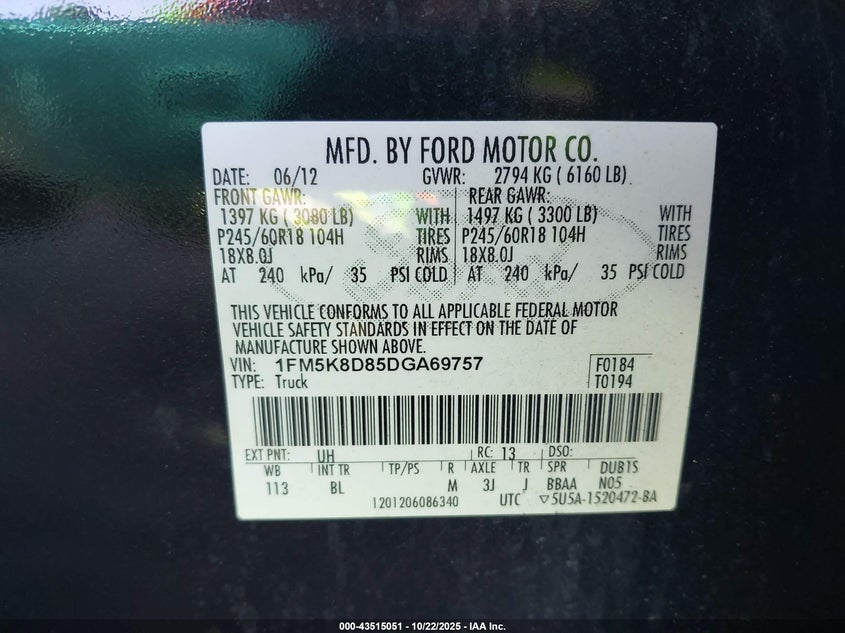 MFD. BY FORD MOTOR CO.
DATE: 06/12 GVWR: 2794 KG ( 6160 LB)
FRONT GAWR: REAR GAWR:
1397 KG ( 3080 LB) WITH 1497 KG ( 3300 LB) WITH
P245/60R18 104H TIRES P245/60R18 104H TIRES
18X8.0J RIMS 18X8.0J RIMS
AT 240 kPa/ 35 PSI COLD AT 240 kPa/ 35 PSI COLD
THIS VEHICLE CONFORMS TO ALL APPLICABLE FEDERAL MOTOR
VEHICLE SAFETY STANDARDS IN EFFECT ON THE DATE OF
MANUFACTURE SHOWN ABOVE.
VIN: 1FM5K8D85DGA69757 F0184
TYPE: Truck T0194
EXT PNT: UH RC: 13 DSO:
WB INT TR TP/PS R AXLE TR SPR DUB1S
113 BL M 3J J BBAA N05
1201206086340 UTC ▽5U5A-1520472-BA
000-43515051 - 10/22/2025 - IAA Inc.